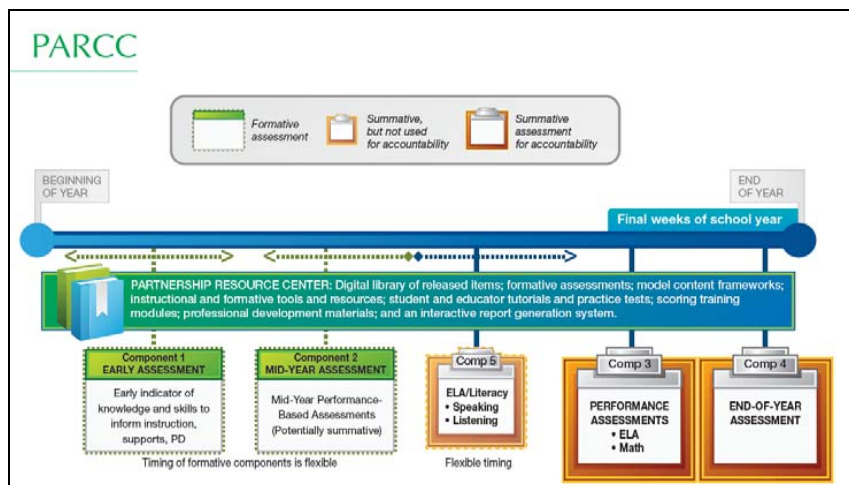 PARCC
Formative
assessment
Summative,
but not used
for accountability
Summative
assessment
for accountability
BEGINNING
OF YEAR
END
OF YEAR
Final weeks of school year
PARTNERSHIP RESOURCE CENTER: Digital library of released items; formative assessments; model content frameworks;
instructional and formative tools and resources; student and educator tutorials and practice tests; scoring training
modules; professional development materials; and an interactive report generation system.
Component 1
EARLY ASSESSMENT
Early indicator of
knowledge and skills to
inform instruction,
supports, PD
Component 2
MID-YEAR ASSESSMENT
Mid-Year Performance-
Based Assessments
(Potentially summative)
Timing of formative components is flexible
Comp 5
ELA/Literacy
• Speaking
• Listening
Flexible timing
Comp 3
PERFORMANCE
ASSESSMENTS
• ELA
• Math
Comp 4
END-OF-YEAR
ASSESSMENT